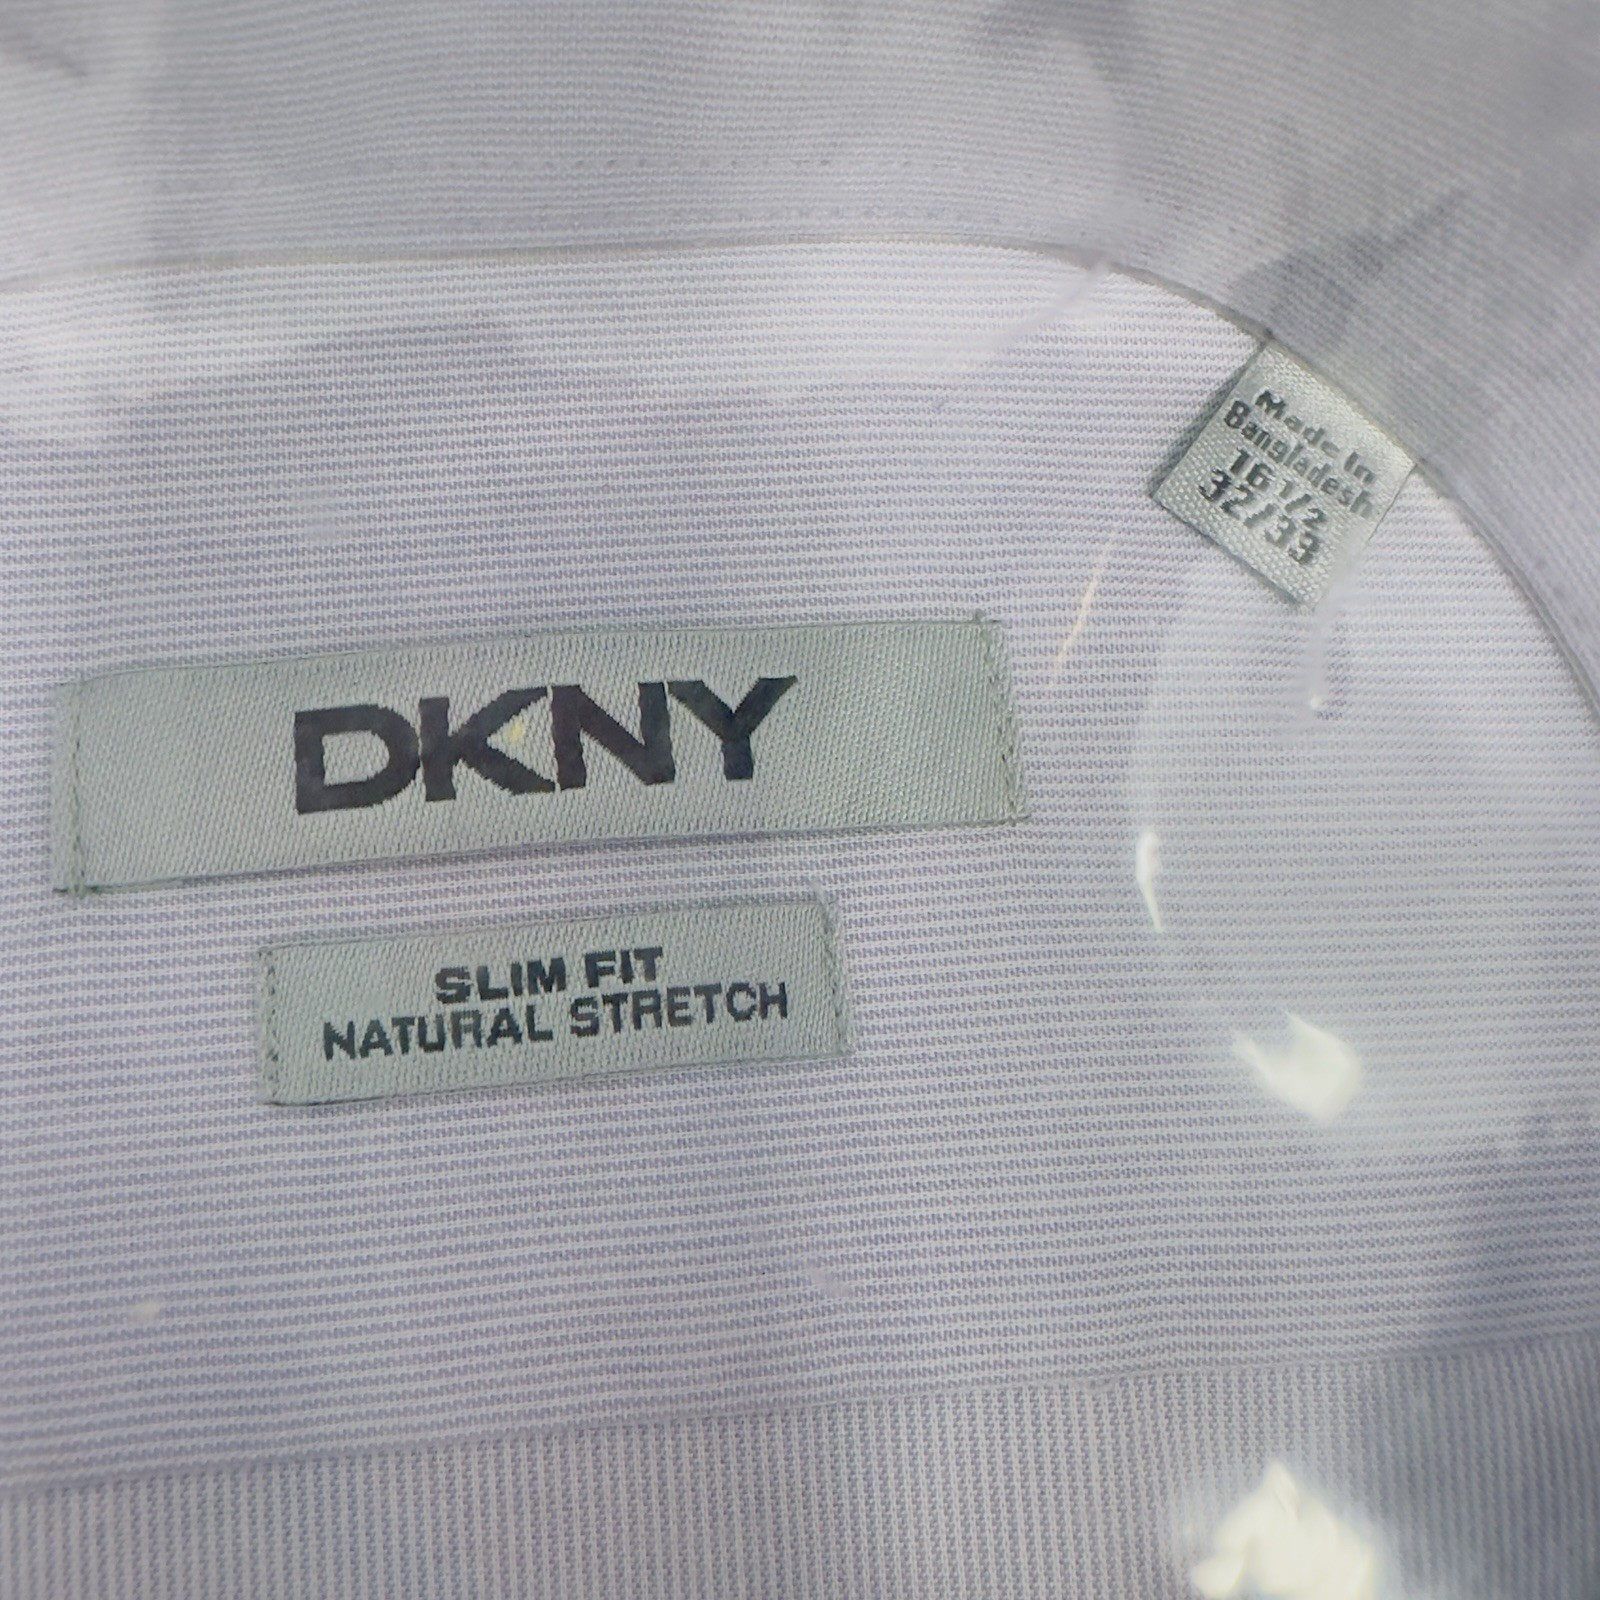 Made In
Bangladesh
16 1/2
32/33
DKNY
SLIM FIT
NATURAL STRETCH